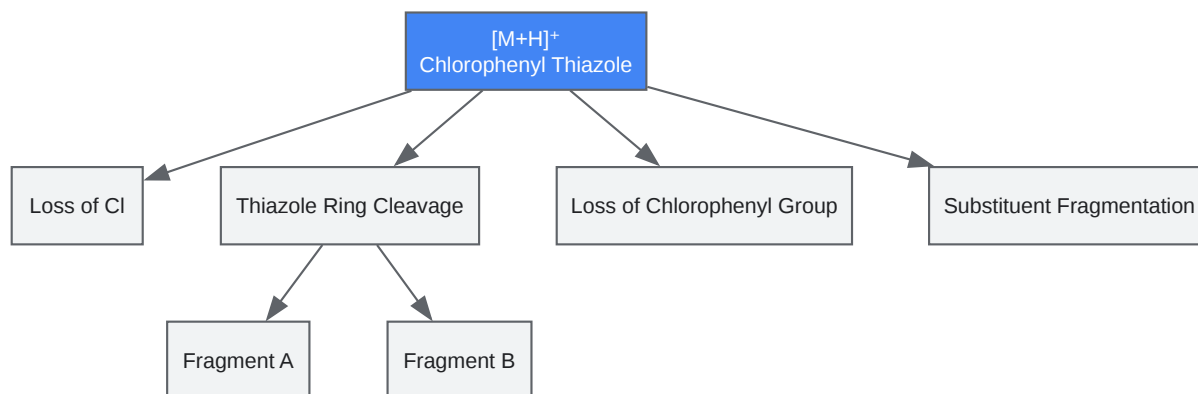 [M+H]⁺
Chlorophenyl Thiazole
Loss of Cl
Thiazole Ring Cleavage
Loss of Chlorophenyl Group
Substituent Fragmentation
Fragment A
Fragment B